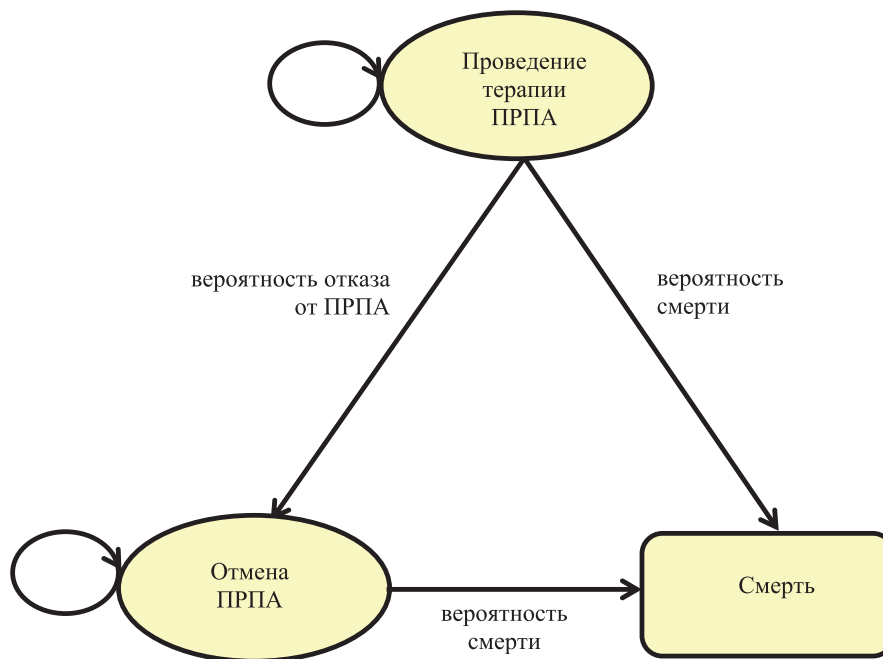 Проведение
терапии
ПРПА
вероятность отказа
от ПРПА
вероятность
смерти
Отмена
ПРПА
вероятность
смерти
Смерть